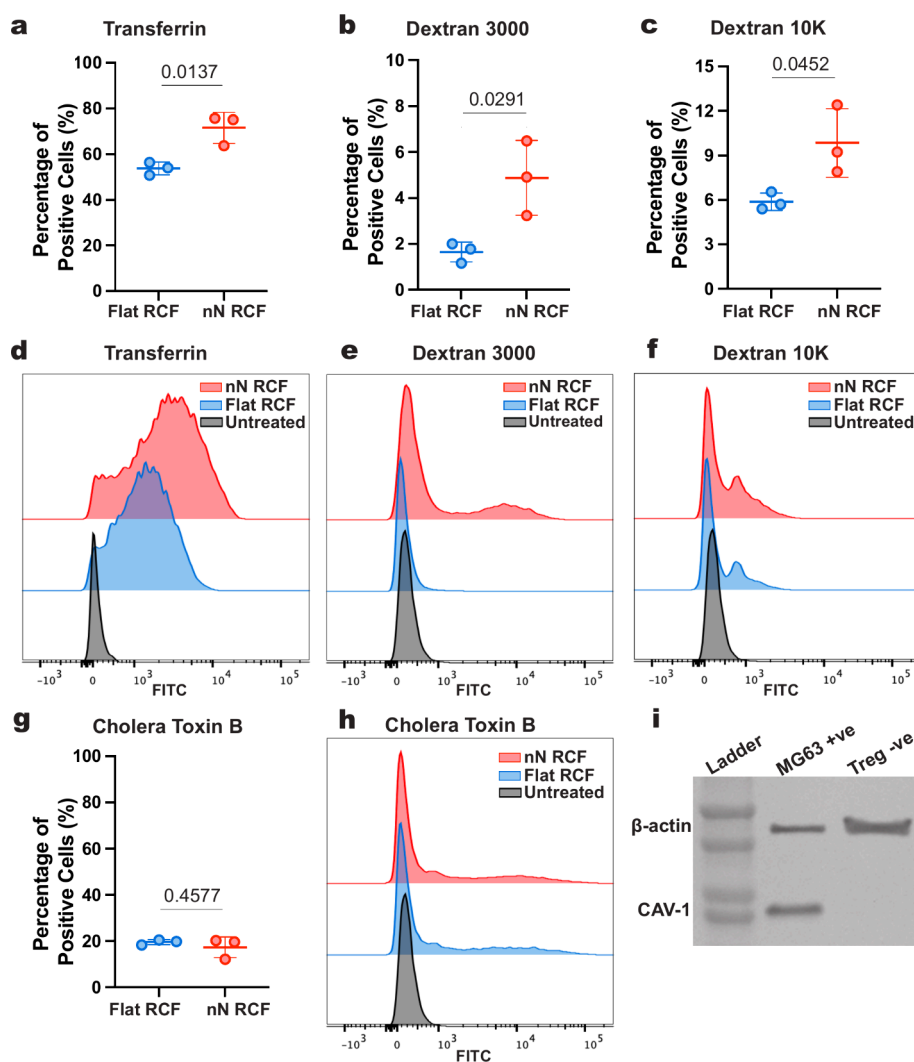 a
Transferrin
Percentage of
Positive Cells (%)
100
80
60
40
20
0
0.0137
Flat RCF
nN RCF
b
Dextran 3000
Percentage of
Positive Cells (%)
10
8
6
4
2
0
0.0291
Flat RCF
nN RCF
c
Dextran 10K
Percentage of
Positive Cells (%)
15
12
9
6
3
0
0.0452
Flat RCF
nN RCF
d
Transferrin
nN RCF
Flat RCF
Untreated
-10³ 0 10³ 10⁴ 10⁵
FITC
e
Dextran 3000
nN RCF
Flat RCF
Untreated
-10³ 0 10³ 10⁴ 10⁵
FITC
f
Dextran 10K
nN RCF
Flat RCF
Untreated
-10³ 0 10³ 10⁴ 10⁵
FITC
g
Cholera Toxin B
Percentage of
Positive Cells (%)
100
80
60
40
20
0
0.4577
Flat RCF
nN RCF
h
Cholera Toxin B
nN RCF
Flat RCF
Untreated
-10³ 0 10³ 10⁴ 10⁵
FITC
i
Ladder
MG63 +ve
Treg -ve
β-actin
CAV-1